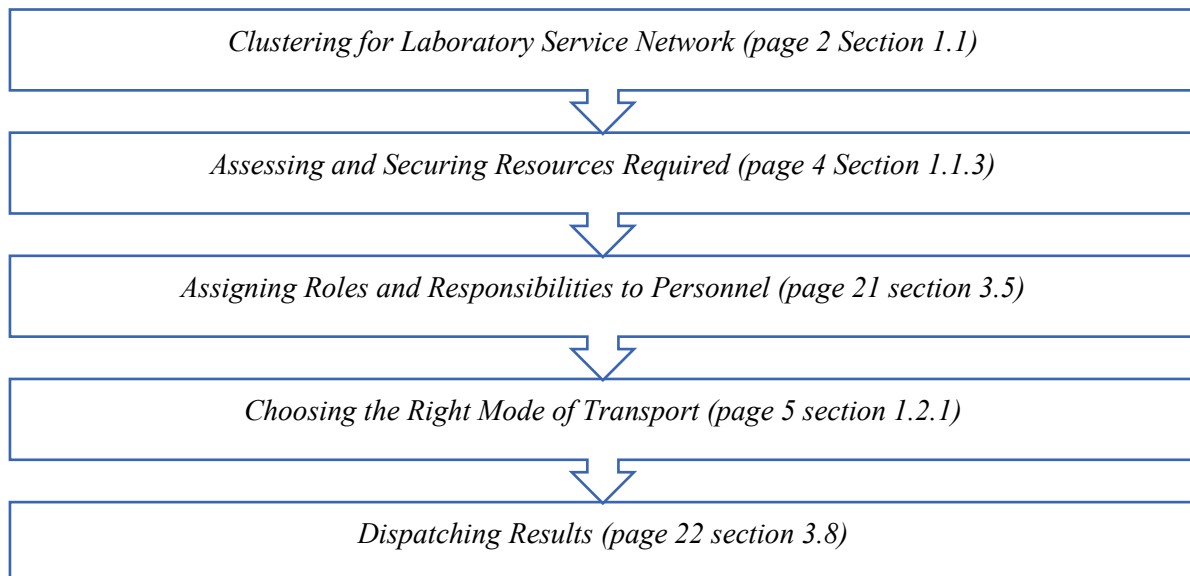 Clustering for Laboratory Service Network (page 2 Section 1.1)
Assessing and Securing Resources Required (page 4 Section 1.1.3)
Assigning Roles and Responsibilities to Personnel (page 21 section 3.5)
Choosing the Right Mode of Transport (page 5 section 1.2.1)
Dispatching Results (page 22 section 3.8)